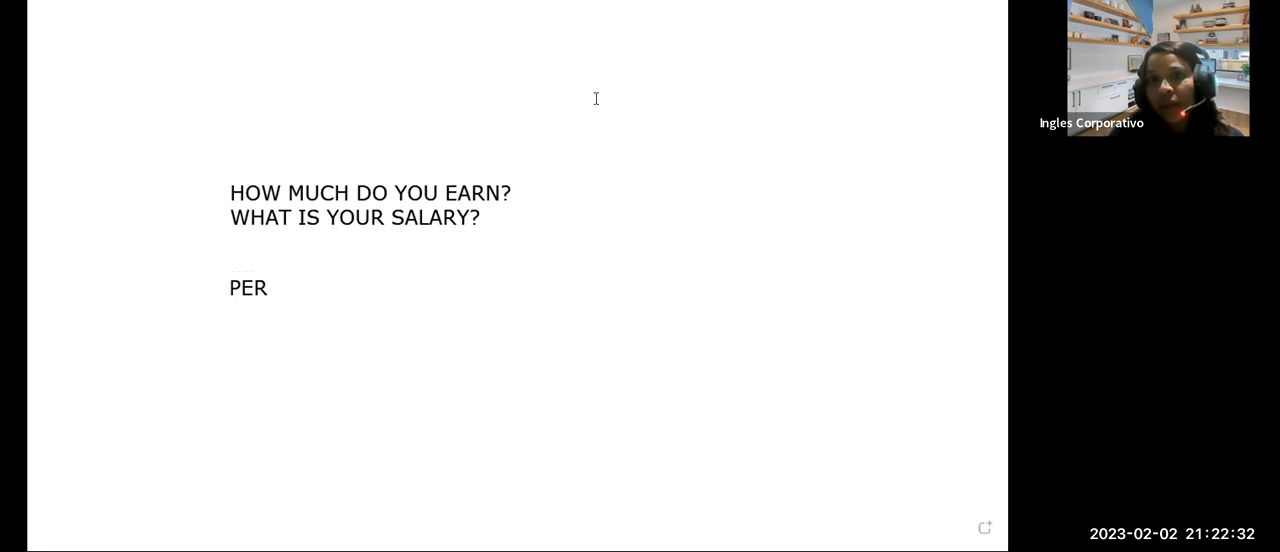 HOW MUCH DO YOU EARN?
WHAT IS YOUR SALARY?
PER
Ingles Corporativo
2023-02-02 21:22:32